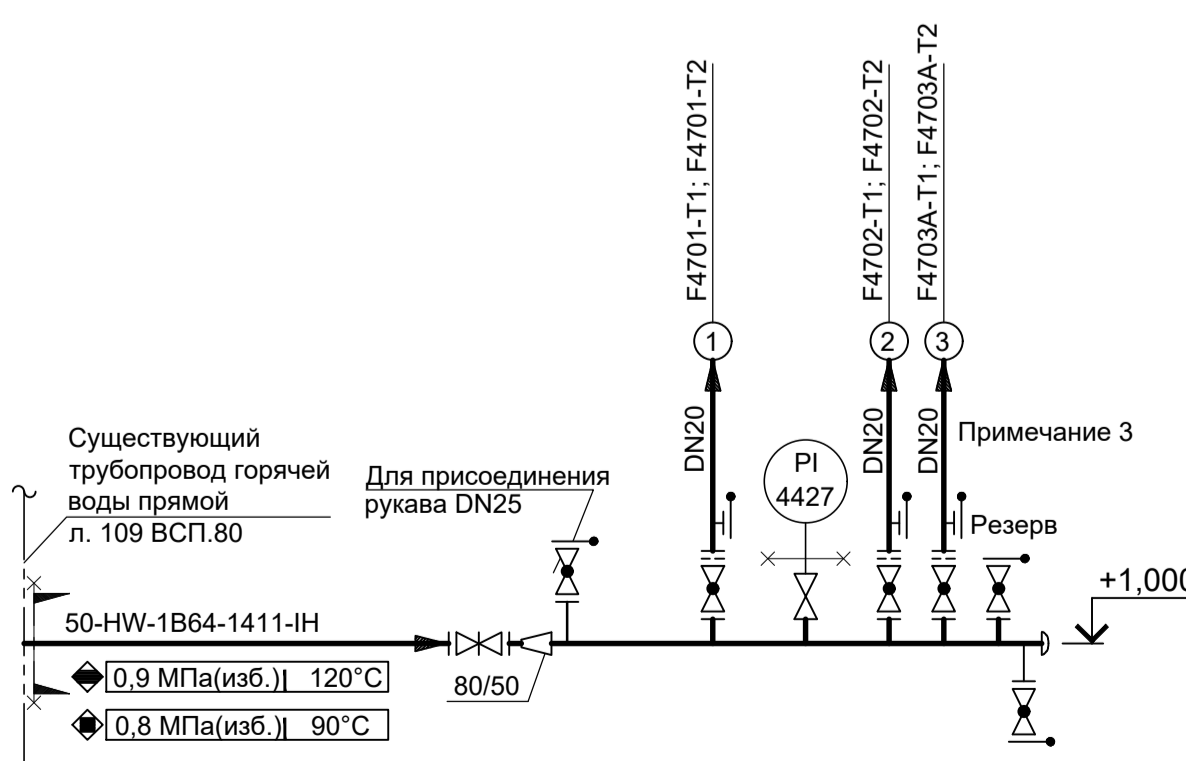 F4701-T1; F4701-T2
F4702-T1; F4702-T2
F4703A-T1; F4703A-T2
1
2
3
DN20
DN20
DN20
Примечание 3
PI
4427
Существующий
трубопровод горячей
воды прямой
л. 109 ВСП.80
Для присоединения
рукава DN25
Резерв
+1,000
50-HW-1B64-1411-IH
0,9 МПа(изб.) 120°C
80/50
0,8 МПа(изб.) 90°C